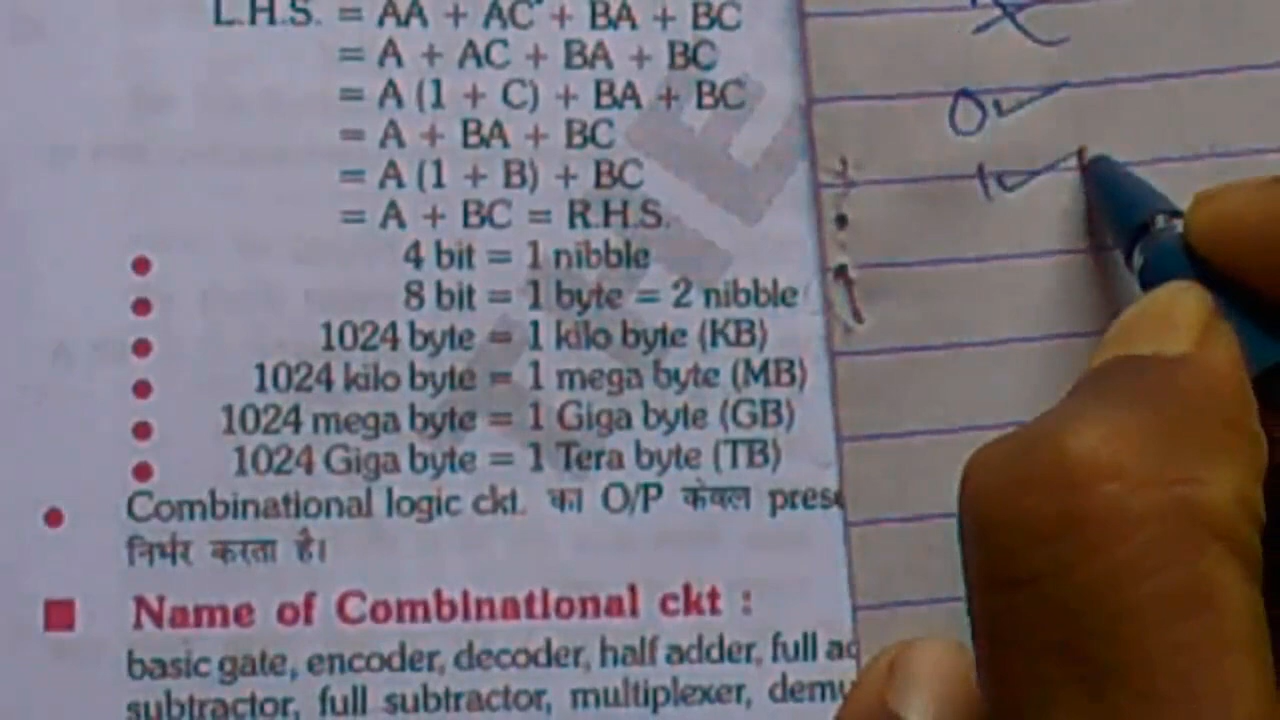 L.H.S. = AA + AC + BA + BC
= A + AC + BA + BC
= A (1 + C) + BA + BC
= A + BA + BC
= A (1 + B) + BC
= A + BC = R.H.S.
4 bit = 1 nibble
8 bit = 1 byte = 2 nibble
1024 byte = 1 kilo byte (KB)
1024 kilo byte = 1 mega byte (MB)
1024 mega byte = 1 Giga byte (GB)
1024 Giga byte = 1 Tera byte (TB)
Combinational logic ckt. का O/P केवल
निर्भर करता है।
Name of Combinational ckt :
basic gate, encoder, decoder, half adder, full
subtractor, full subtractor, multiplexer,
0
1